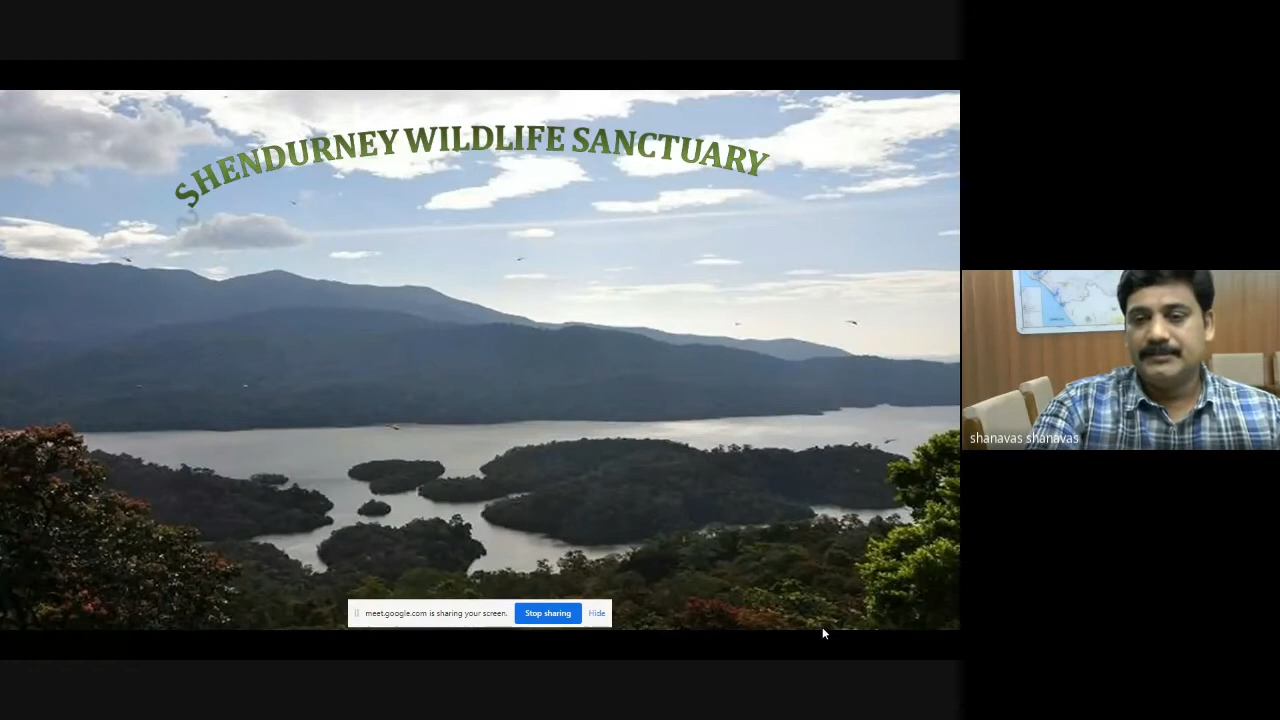 SHENDURNEY WILDLIFE SANCTUARY
shanavas shanavas
meet.google.com is sharing your screen. Stop sharing Hide